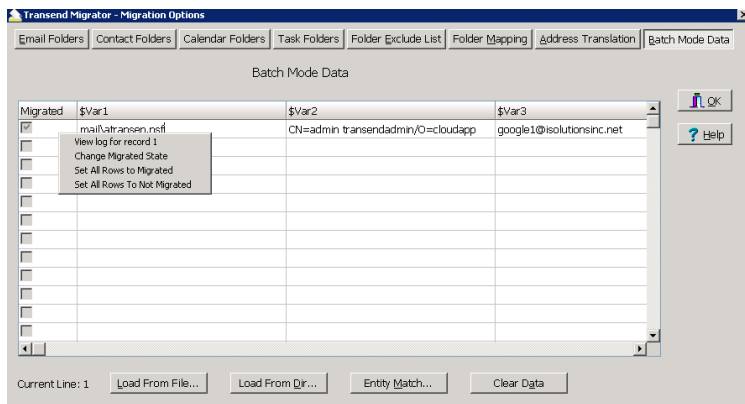 Transend Migrator - Migration Options
Email Folders Contact Folders Calendar Folders Task Folders Folder Exclude List Folder Mapping Address Translation Batch Mode Data
Batch Mode Data
OK
Help
Migrated $Var1 $Var2 $Var3
mail\atransen.nsf CN=admin transendadmin/O=cloudapp google1@isolutionsinc.net
View log for record 1
Change Migrated State
Set All Rows to Migrated
Set All Rows To Not Migrated
Current Line: 1 Load From File... Load From Dir... Entity Match... Clear Data